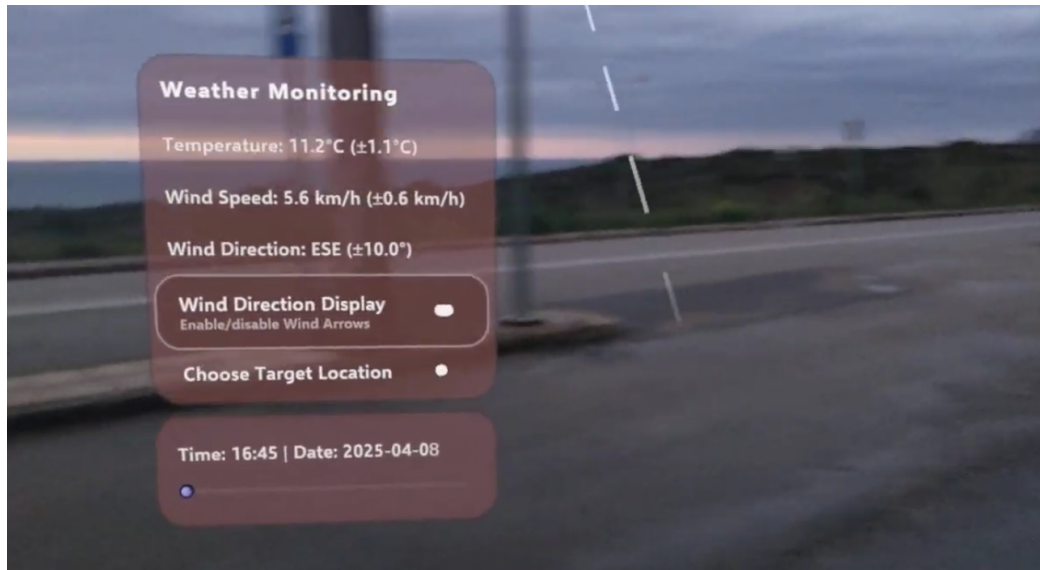 Weather Monitoring
Temperature: 11.2°C (±1.1°C)
Wind Speed: 5.6 km/h (±0.6 km/h)
Wind Direction: ESE (±10.0°)
Wind Direction Display
Enable/disable Wind Arrows
Choose Target Location
Time: 16:45 | Date: 2025-04-08